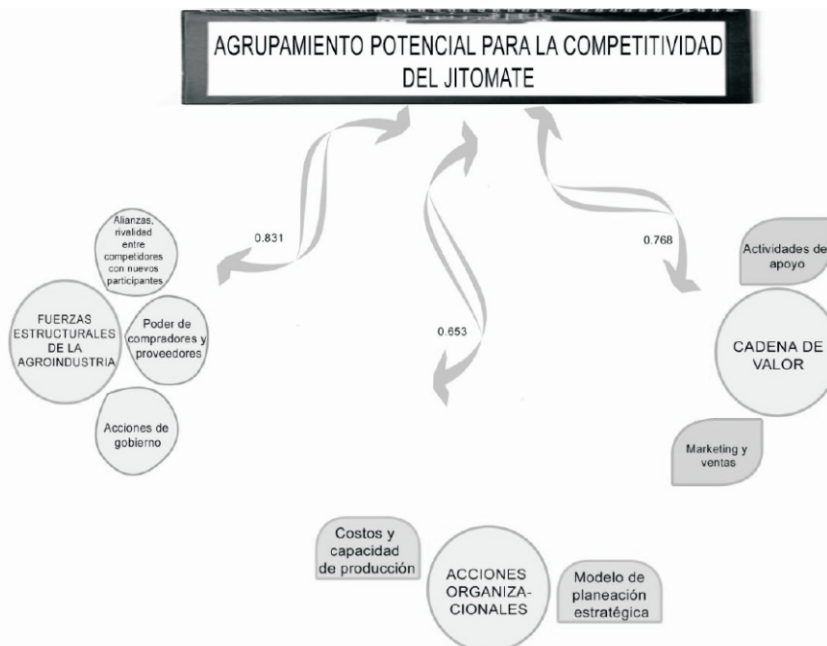 AGRUPAMIENTO POTENCIAL PARA LA COMPETITIVIDAD
DEL JITOMATE
0.831
0.653
0.768
Alianzas,
rivalidad
entre
competidores
con nuevos
participantes
FUERZAS
ESTRUCTURALES
DE LA
AGROINDUSTRIA
Poder de
compradores y
proveedores
Acciones de
gobierno
Actividades de
apoyo
CADENA DE
VALOR
Marketing y
ventas
Costos y
capacidad
de producción
ACCIONES
ORGANIZA-
CIONALES
Modelo de
planeación
estratégica